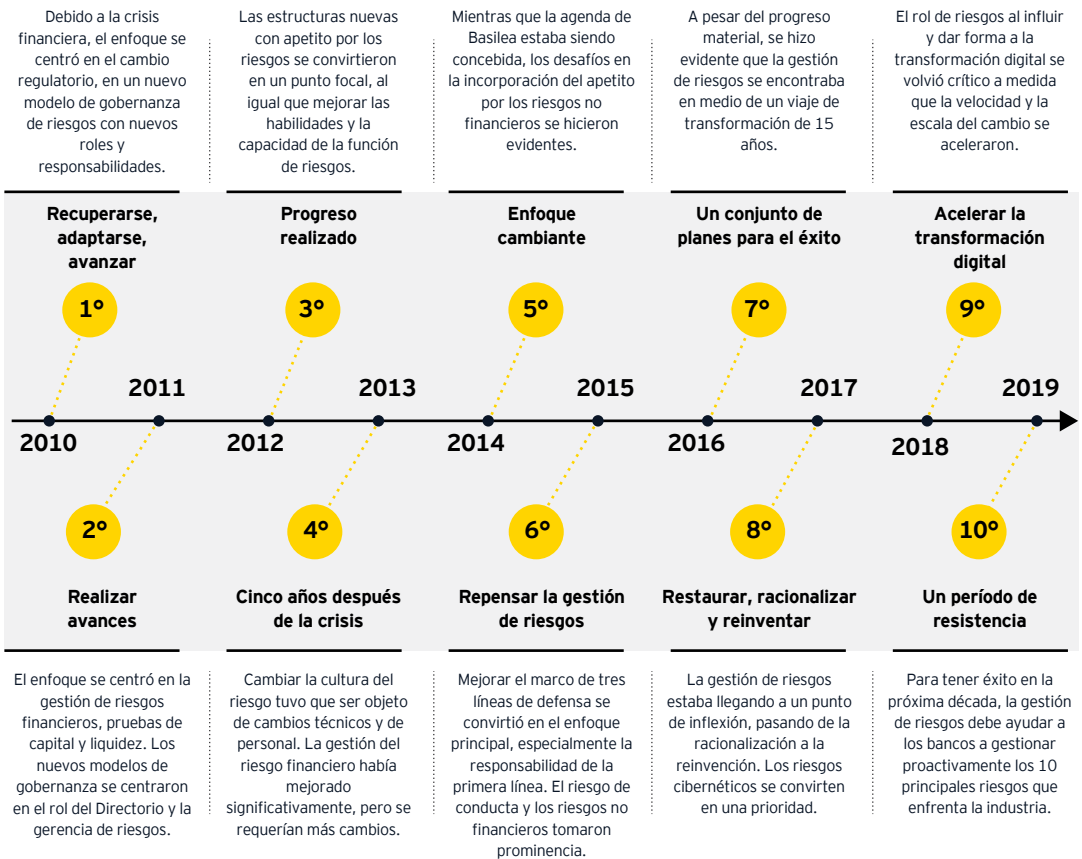 Debido a la crisis
financiera, el enfoque se
centró en el cambio
regulatorio, en un nuevo
modelo de gobernanza
de riesgos con nuevos
roles y
responsabilidades.
Las estructuras nuevas
con apetito por los
riesgos se convirtieron
en un punto focal, al
igual que mejorar las
habilidades y la
capacidad de la función
de riesgos.
Mientras que la agenda de
Basilea estaba siendo
concebida, los desafíos en
la incorporación del apetito
por los riesgos no
financieros se hicieron
evidentes.
A pesar del progreso
material, se hizo
evidente que la gestión
de riesgos se encontraba
en medio de un viaje de
transformación de 15
años.
El rol de riesgos al influir
y dar forma a la
transformación digital se
volvió crítico a medida
que la velocidad y la
escala del cambio se
aceleraron.
Recuperarse,
adaptarse,
avanzar
Progreso
realizado
Enfoque
cambiante
Un conjunto de
planes para el éxito
Acelerar la
transformación
digital
1°
3°
5°
7°
9°
2011
2013
2015
2017
2019
2010
2012
2014
2016
2018
2°
4°
6°
8°
10°
Realizar
avances
Cinco años después
de la crisis
Repensar la gestión
de riesgos
Restaurar, racionalizar
y reinventar
Un período de
resistencia
El enfoque se centró en la
gestión de riesgos
financieros, pruebas de
capital y liquidez. Los
nuevos modelos de
gobernanza se centraron
en el rol del Directorio y la
gerencia de riesgos.
Cambiar la cultura del
riesgo tuvo que ser objeto
de cambios técnicos y de
personal. La gestión del
riesgo financiero había
mejorado
significativamente, pero se
requerían más cambios.
Mejorar el marco de tres
líneas de defensa se
convirtió en el enfoque
principal, especialmente la
responsabilidad de la
primera línea. El riesgo de
conducta y los riesgos no
financieros tomaron
prominencia.
La gestión de riesgos
estaba llegando a un punto
de inflexión, pasando de la
racionalización a la
reinvención. Los riesgos
cibernéticos se convirten
en una prioridad.
Para tener éxito en la
próxima década, la gestión
de riesgos debe ayudar a
los bancos a gestionar
proactivamente los 10
principales riesgos que
enfrenta la industria.